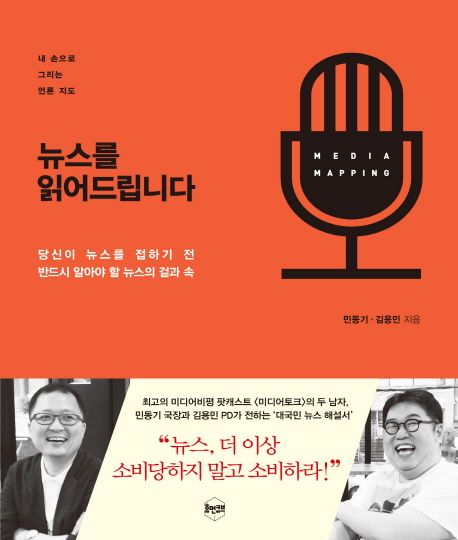 내 손으로
그리는
언론 지도
뉴스를
읽어드립니다
MEDIA
MAPPING
당신이 뉴스를 접하기 전
반드시 알아야 할 뉴스의 겉과 속
민동기 · 김용민 지음
최고의 미디어비평 팟캐스트 〈미디어토크〉의 두 남자,
민동기 국장과 김용민 PD가 전하는 ‘대국민 뉴스 해설서’
“뉴스, 더 이상
소비당하지 말고 소비하라!”
휴먼큐브